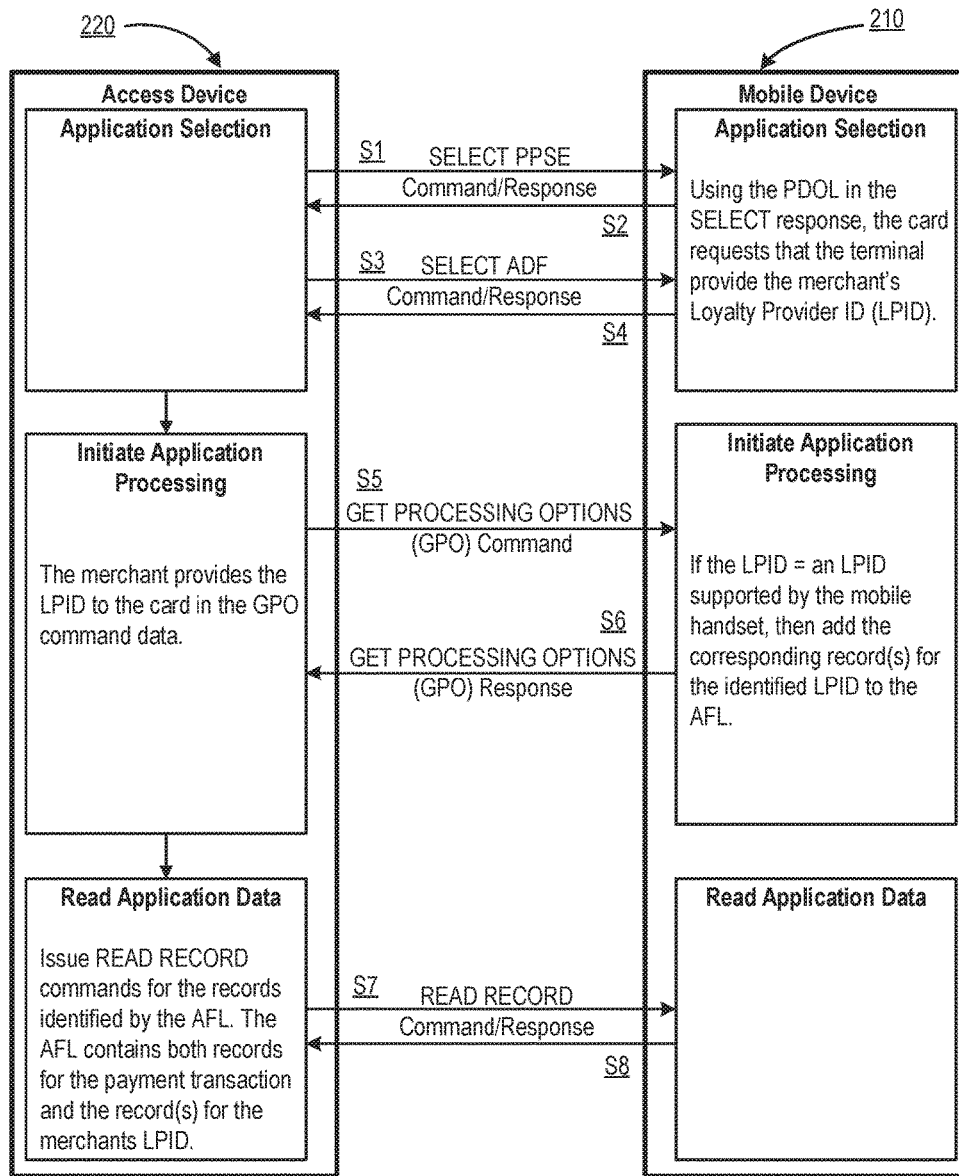 220
210
Access Device
Application Selection
Mobile Device
Application Selection
Using the PDOL in the
SELECT response, the card
requests that the terminal
provide the merchant's
Loyalty Provider ID (LPID).
S1
SELECT PPSE
Command/Response
S2
S3
SELECT ADF
Command/Response
S4
Initiate Application
Processing
The merchant provides the
LPID to the card in the GPO
command data.
S5
GET PROCESSING OPTIONS
(GPO) Command
S6
GET PROCESSING OPTIONS
(GPO) Response
Initiate Application
Processing
If the LPID = an LPID
supported by the mobile
handset, then add the
corresponding record(s) for
the identified LPID to the
AFL.
Read Application Data
Issue READ RECORD
commands for the records
identified by the AFL. The
AFL contains both records
for the payment transaction
and the record(s) for the
merchants LPID.
S7
READ RECORD
Command/Response
S8
Read Application Data